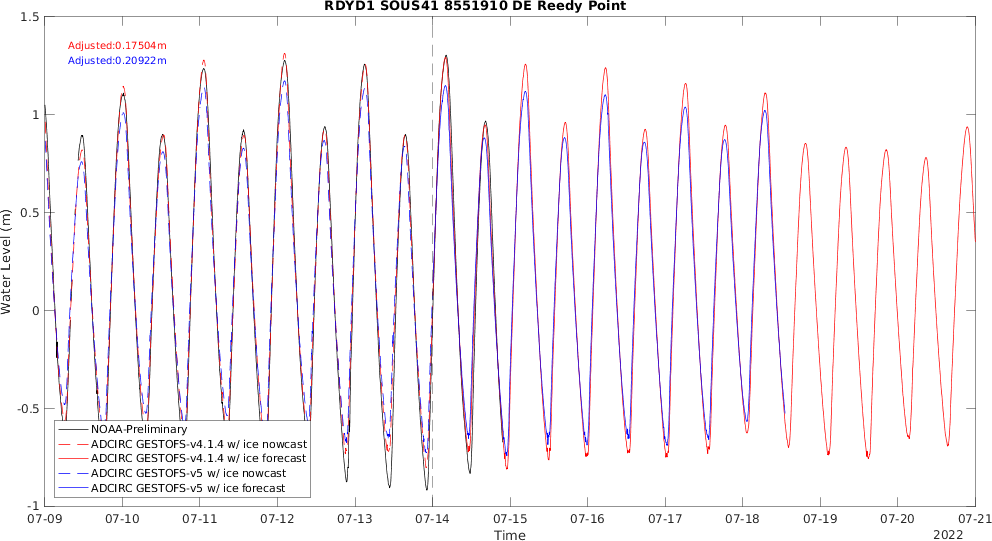 RDYD1 SOUS41 8551910 DE Reedy Point
Adjusted:0.17504m
Adjusted:0.20922m
Water Level (m)
1.5
1
0.5
0
-0.5
-1
NOAA-Preliminary
ADCIRC GESTOFS-v4.1.4 w/ ice nowcast
ADCIRC GESTOFS-v4.1.4 w/ ice forecast
ADCIRC GESTOFS-v5 w/ ice nowcast
ADCIRC GESTOFS-v5 w/ ice forecast
07-09 07-10 07-11 07-12 07-13 07-14 07-15 07-16 07-17 07-18 07-19 07-20 07-21
Time
2022